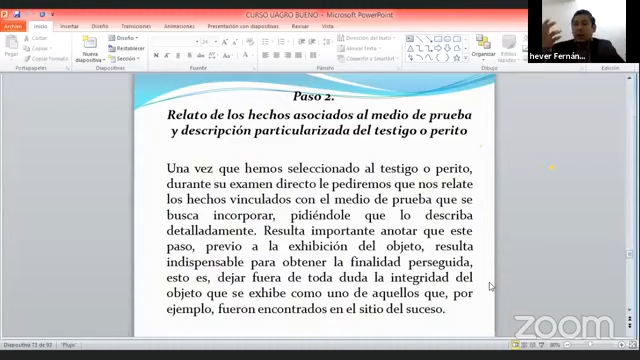 CURSO UAGRO BUENO - Microsoft PowerPoint
Archivo Inicio Insertar Diseño Transiciones Animaciones Presentación con diapositivas Revisar Vista
Nueva diapositiva
Diseño
Restablecer
Sección
Portapapeles
Diapositivas
Fuente
Párrafo
Dibujo
Edición
Organizar
Estilos rápidos
hever Fernán...
Paso 2.
Relato de los hechos asociados al medio de prueba
y descripción particularizada del testigo o perito
Una vez que hemos seleccionado al testigo o perito,
durante su examen directo le pediremos que nos relate
los hechos vinculados con el medio de prueba que se
busca incorporar, pidiéndole que lo describa
detalladamente. Resulta importante anotar que este
paso, previo a la exhibición del objeto, resulta
indispensable para obtener la finalidad perseguida,
esto es, dejar fuera de toda duda la integridad del
objeto que se exhibe como uno de aquellos que, por
ejemplo, fueron encontrados en el sitio del suceso.
zoom
Diapositiva 73 de 93
"Flujo"